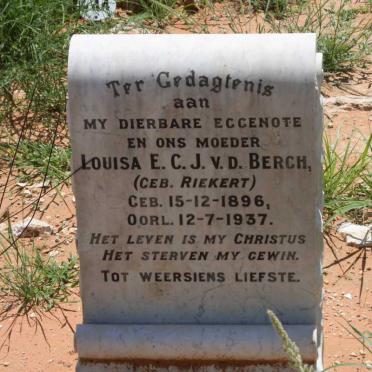 Ter Gedagtenis
aan
MY DIERBARE EGGENOTE
EN ONS MOEDER
LOUISA E. C. J. V. D. BERGH,
(GEB. RIEKERT)
GEB. 15-12-1896,
OORL. 12-7-1937.
HET LEVEN IS MY CHRISTUS
HET STERVEN MY GEWIN.
TOT WEERSIENS LIEFSTE.